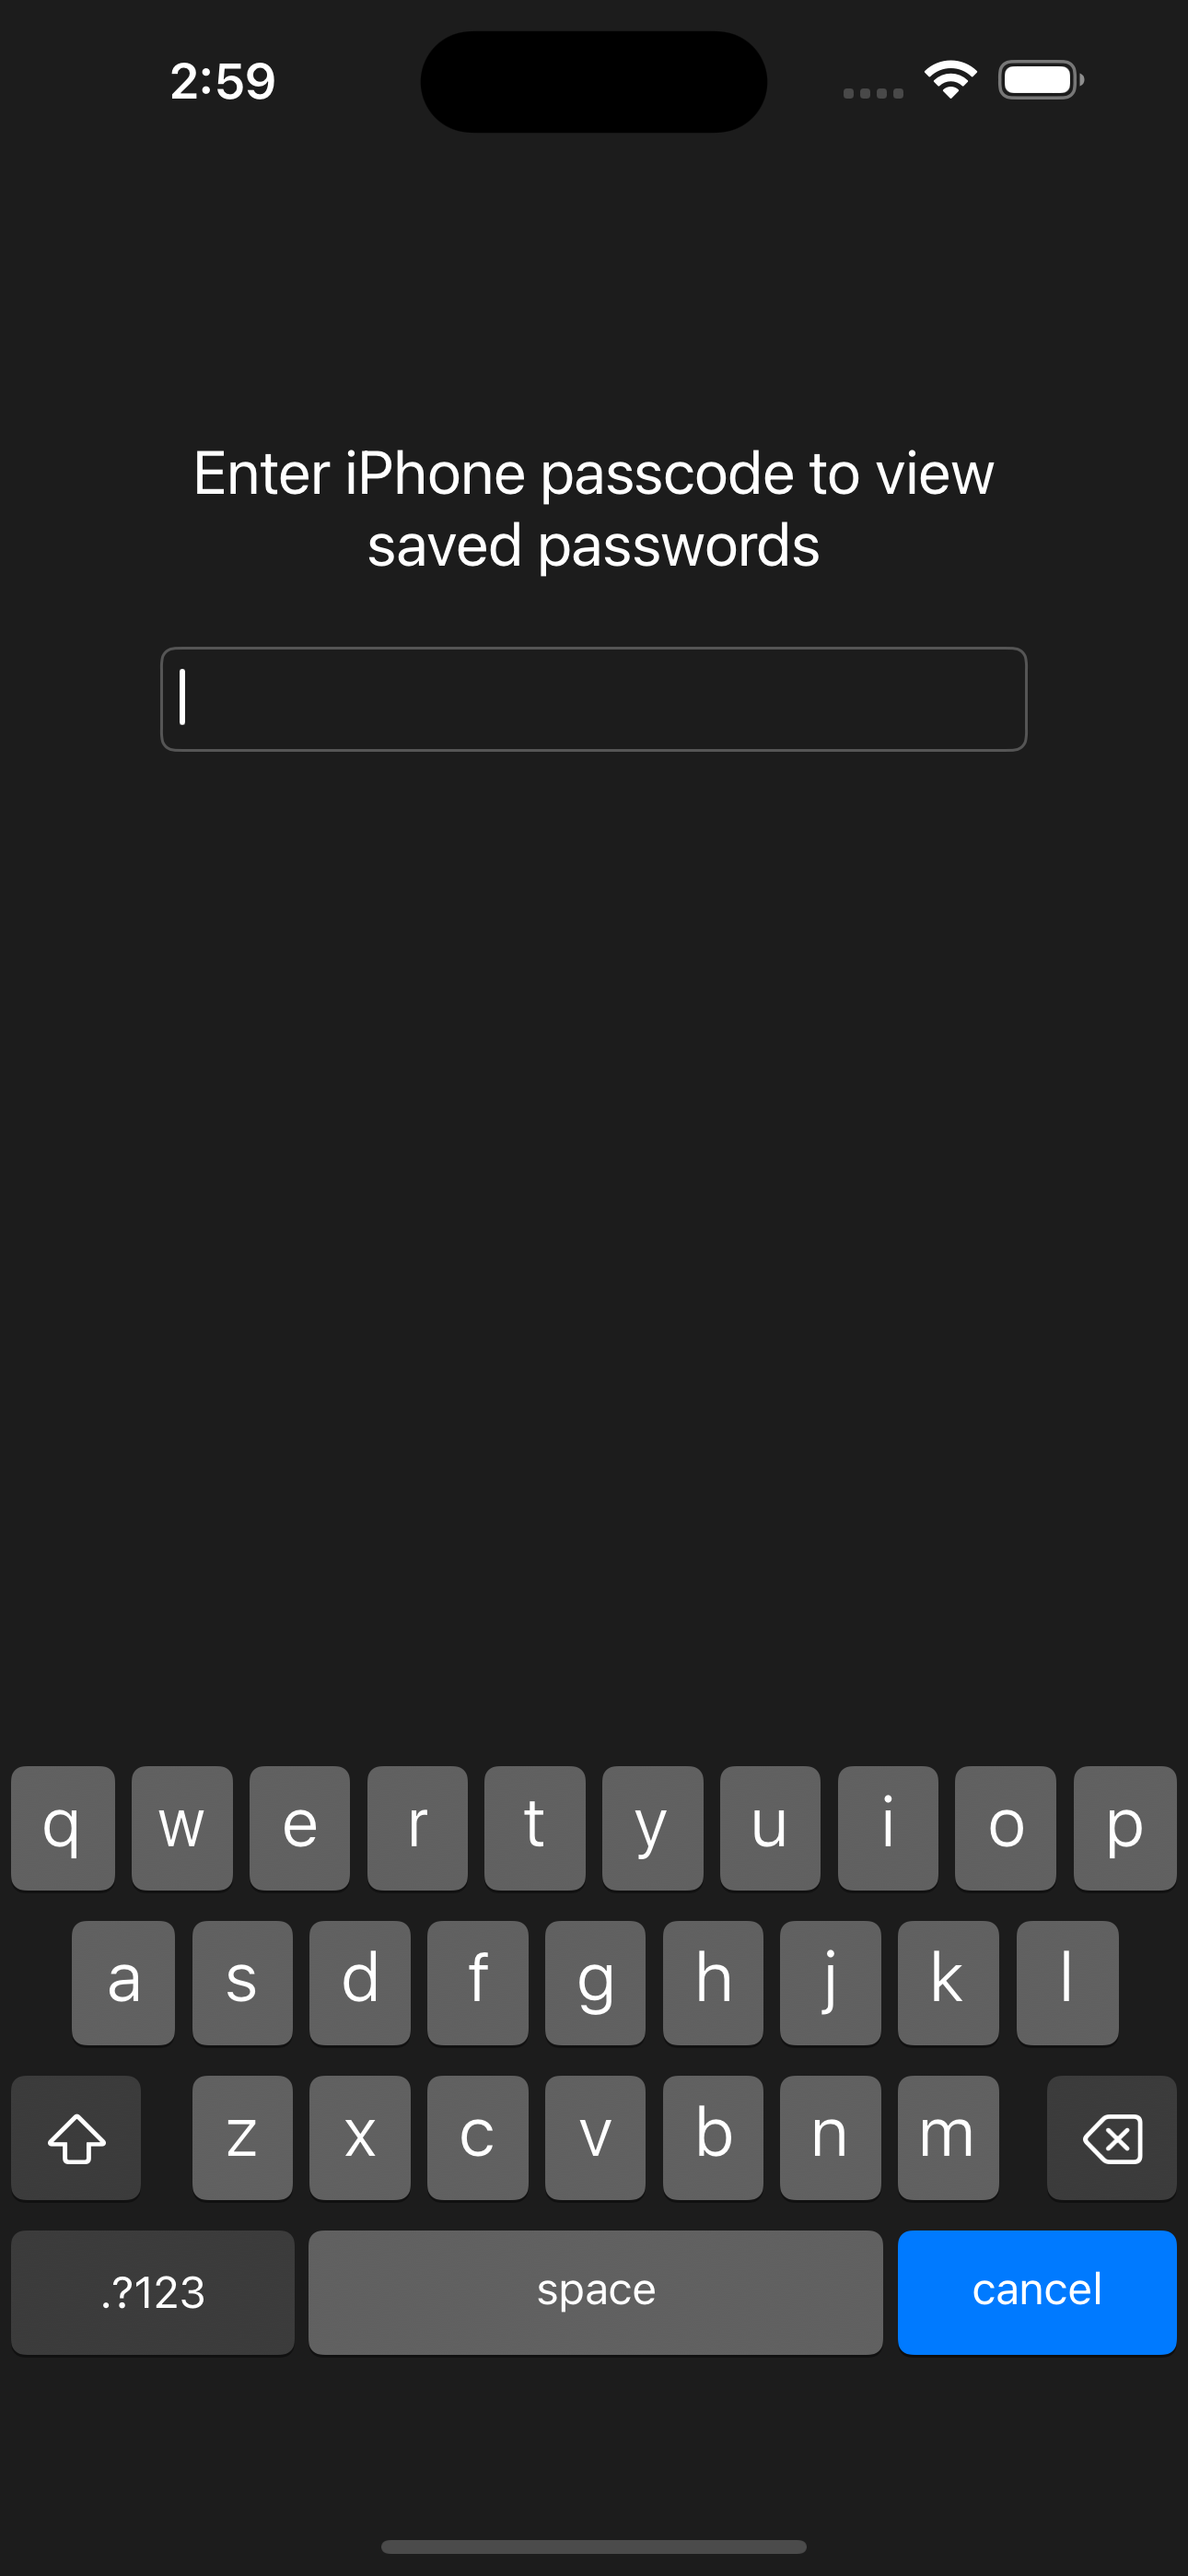 2:59
Enter iPhone passcode to view
saved passwords
q w e r t y u i o p
a s d f g h j k l
z x c v b n m
.?123 space cancel